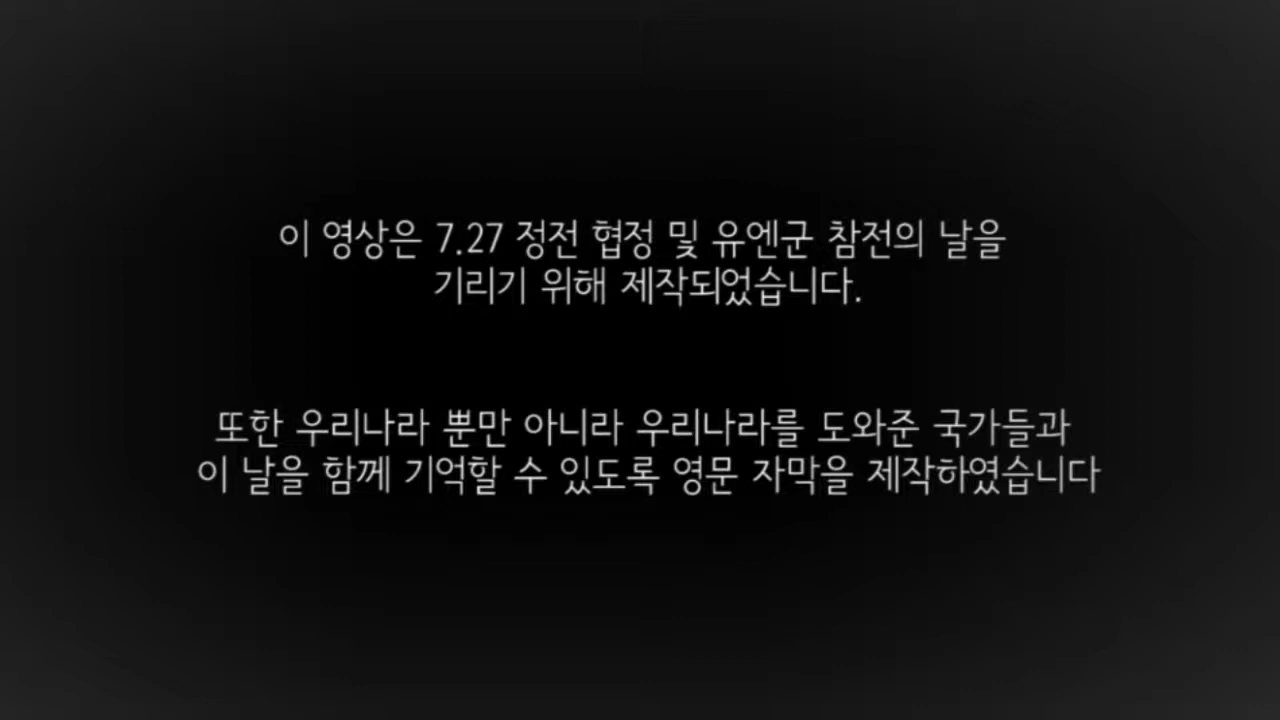 이 영상은 7.27 정전 협정 및 유엔군 참전의 날을
기리기 위해 제작되었습니다.
또한 우리나라 뿐만 아니라 우리나라를 도와준 국가들과
이 날을 함께 기억할 수 있도록 영문 자막을 제작하였습니다